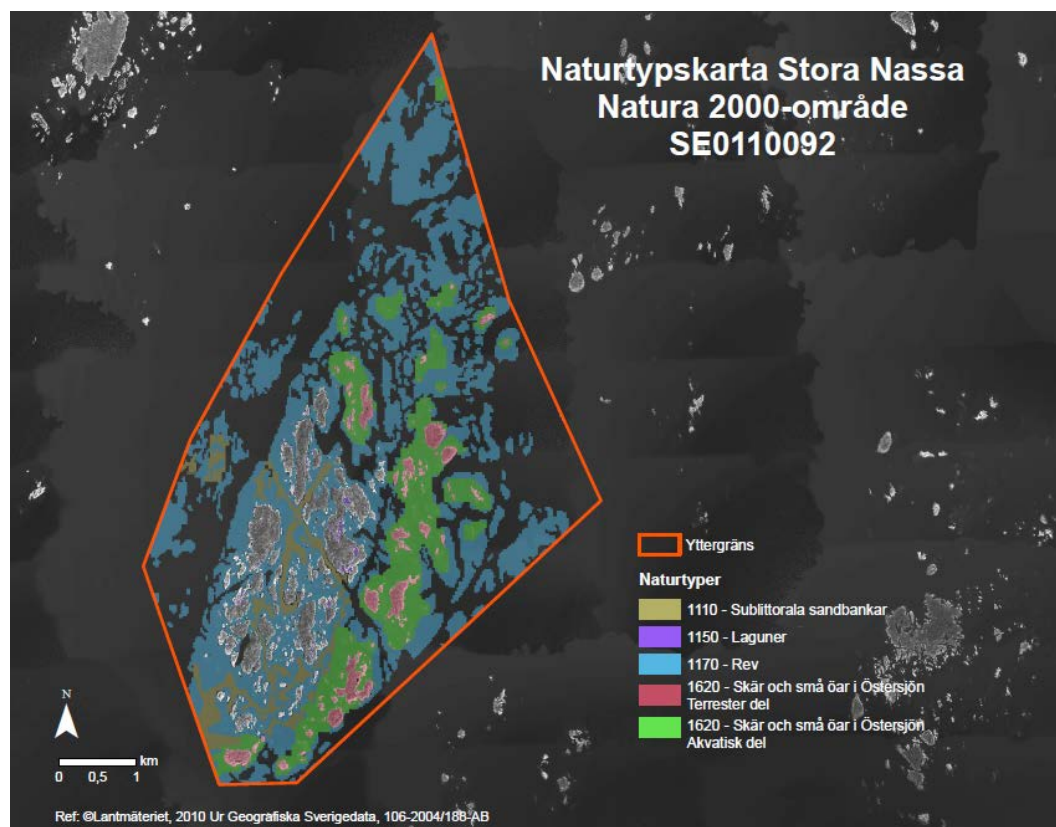 Naturtypskarta Stora Nassa
Natura 2000-område
SE0110092
Yttergräns
Naturtyper
1110 - Sublittorala sandbankar
1150 - Laguner
1170 - Rev
1620 - Skär och små öar i Östersjön
Terrester del
1620 - Skär och små öar i Östersjön
Akvatisk del
N
km
0 0,5 1
Ref: ©Lantmäteriet, 2010 Ur Geografiska Sverigedata, 106-2004/188-AB